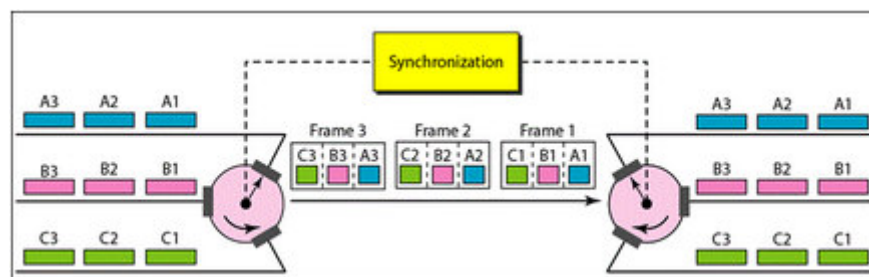 Synchronization
A3 A2 A1
A3 A2 A1
Frame 3 Frame 2 Frame 1
C3 B3 A3 C2 B2 A2 C1 B1 A1
B3 B2 B1
B3 B2 B1
C3 C2 C1
C3 C2 C1